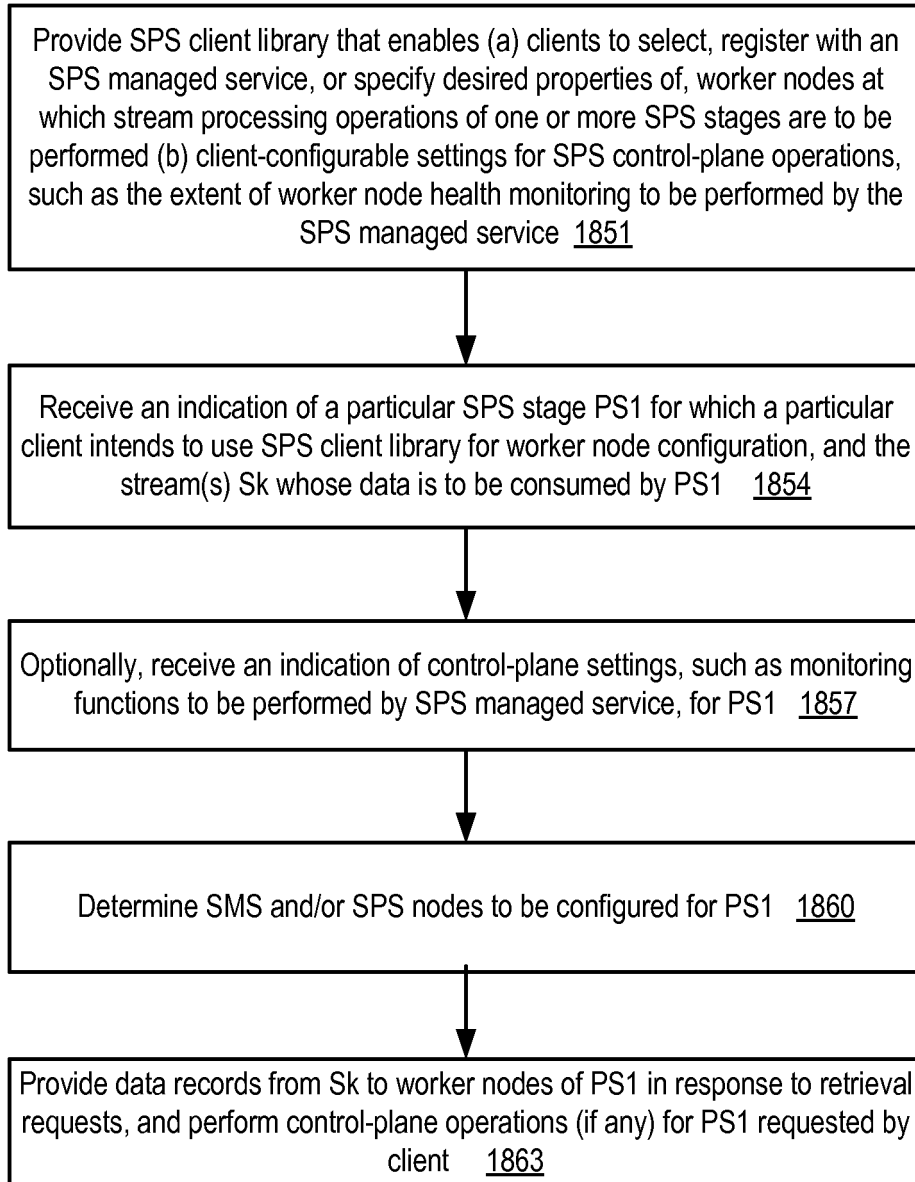 Provide SPS client library that enables (a) clients to select, register with an
SPS managed service, or specify desired properties of, worker nodes at
which stream processing operations of one or more SPS stages are to be
performed (b) client-configurable settings for SPS control-plane operations,
such as the extent of worker node health monitoring to be performed by the
SPS managed service 1851
Receive an indication of a particular SPS stage PS1 for which a particular
client intends to use SPS client library for worker node configuration, and the
stream(s) Sk whose data is to be consumed by PS1 1854
Optionally, receive an indication of control-plane settings, such as monitoring
functions to be performed by SPS managed service, for PS1 1857
Determine SMS and/or SPS nodes to be configured for PS1 1860
Provide data records from Sk to worker nodes of PS1 in response to retrieval
requests, and perform control-plane operations (if any) for PS1 requested by
client 1863